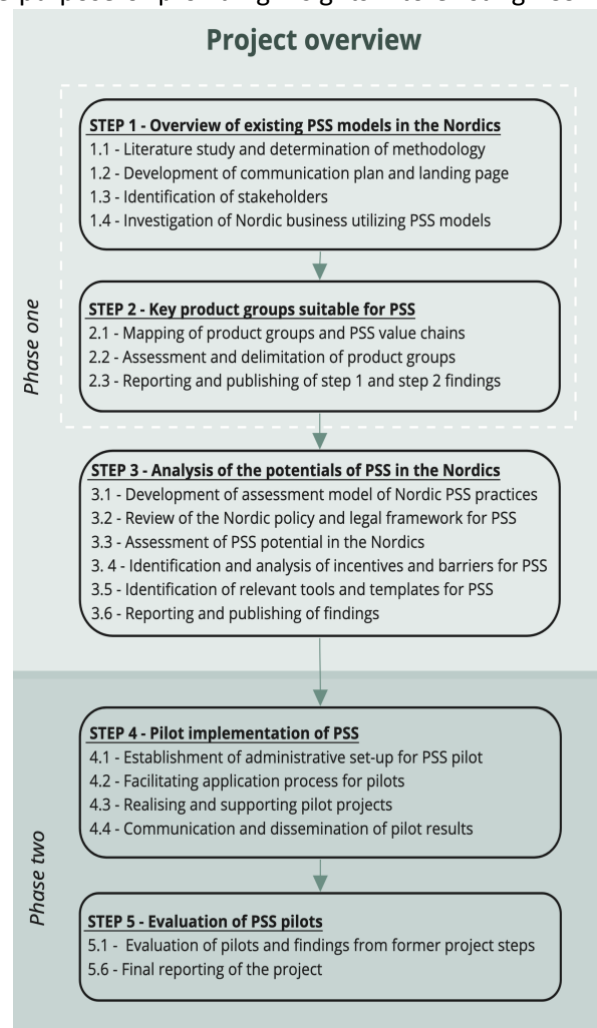 Project overview
STEP 1 - Overview of existing PSS models in the Nordics
1.1 - Literature study and determination of methodology
1.2 - Development of communication plan and landing page
1.3 - Identification of stakeholders
1.4 - Investigation of Nordic business utilizing PSS models
Phase one
STEP 2 - Key product groups suitable for PSS
2.1 - Mapping of product groups and PSS value chains
2.2 - Assessment and delimitation of product groups
2.3 - Reporting and publishing of step 1 and step 2 findings
STEP 3 - Analysis of the potentials of PSS in the Nordics
3.1 - Development of assessment model of Nordic PSS practices
3.2 - Review of the Nordic policy and legal framework for PSS
3.3 - Assessment of PSS potential in the Nordics
3. 4 - Identification and analysis of incentives and barriers for PSS
3.5 - Identification of relevant tools and templates for PSS
3.6 - Reporting and publishing of findings
Phase two
STEP 4 - Pilot implementation of PSS
4.1 - Establishment of administrative set-up for PSS pilot
4.2 - Facilitating application process for pilots
4.3 - Realising and supporting pilot projects
4.4 - Communication and dissemination of pilot results
STEP 5 - Evaluation of PSS pilots
5.1 - Evaluation of pilots and findings from former project steps
5.6 - Final reporting of the project